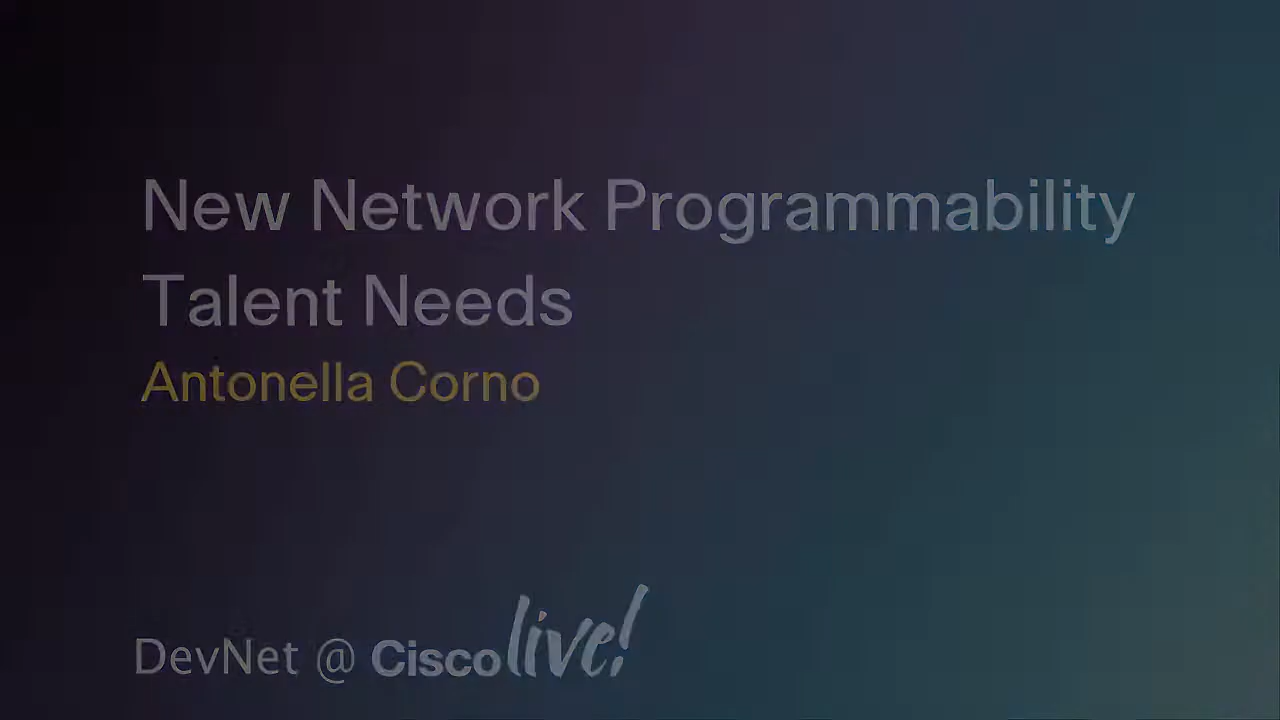 New Network Programmability
Talent Needs
Antonella Corno
DevNet @ Cisco live!